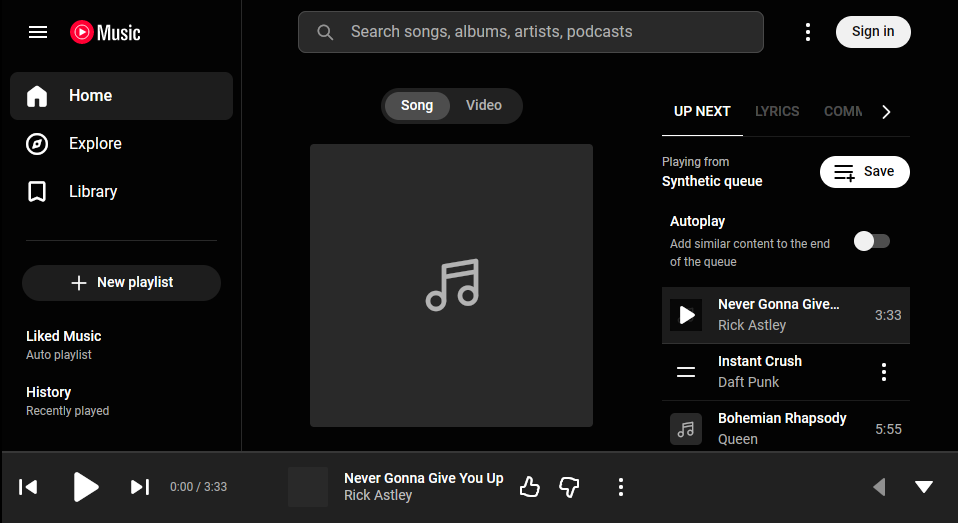 Music
Search songs, albums, artists, podcasts
Sign in
Home
Explore
Library
New playlist
Liked Music
Auto playlist
History
Recently played
Song
Video
UP NEXT
LYRICS
COMM
Playing from
Synthetic queue
Save
Autoplay
Add similar content to the end
of the queue
Never Gonna Give...
Rick Astley
3:33
Instant Crush
Daft Punk
Bohemian Rhapsody
Queen
5:55
0:00 / 3:33
Never Gonna Give You Up
Rick Astley